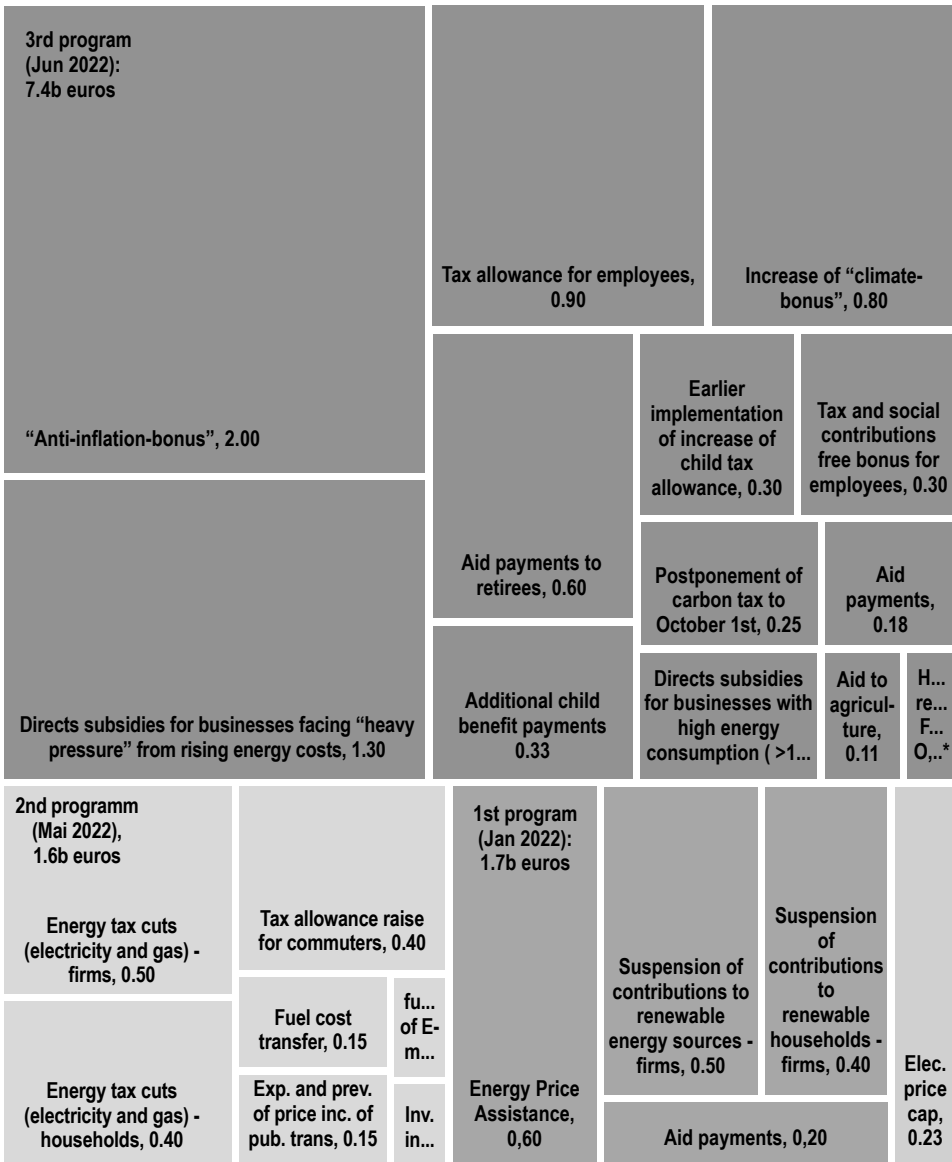 3rd program
(Jun 2022):
7.4b euros
“Anti-inflation-bonus”, 2.00
Tax allowance for employees,
0.90
Increase of “climate-
bonus”, 0.80
Directs subsidies for businesses facing “heavy
pressure” from rising energy costs, 1.30
Aid payments to
retirees, 0.60
Earlier
implementation
of increase of
child tax
allowance, 0.30
Tax and social
contributions
free bonus for
employees, 0.30
Postponement of
carbon tax to
October 1st, 0.25
Aid
payments,
0.18
Additional child
benefit payments
0.33
Directs subsidies
for businesses with
high energy
consumption ( >1...
Aid to
agricul-
ture,
0.11
H...
re...
F...
O,..*
2nd programm
(Mai 2022),
1.6b euros
Energy tax cuts
(electricity and gas) -
firms, 0.50
Energy tax cuts
(electricity and gas) -
households, 0.40
Tax allowance raise
for commuters, 0.40
Fuel cost
transfer, 0.15
fu...
of E-
m...
Exp. and prev.
of price inc. of
pub. trans, 0.15
Inv.
in...
1st program
(Jan 2022):
1.7b euros
Energy Price
Assistance,
0,60
Suspension of
contributions to
renewable
energy sources -
firms, 0.50
Suspension
of
contributions
to
renewable
households -
firms, 0.40
Aid payments, 0,20
Elec.
price
cap,
0.23